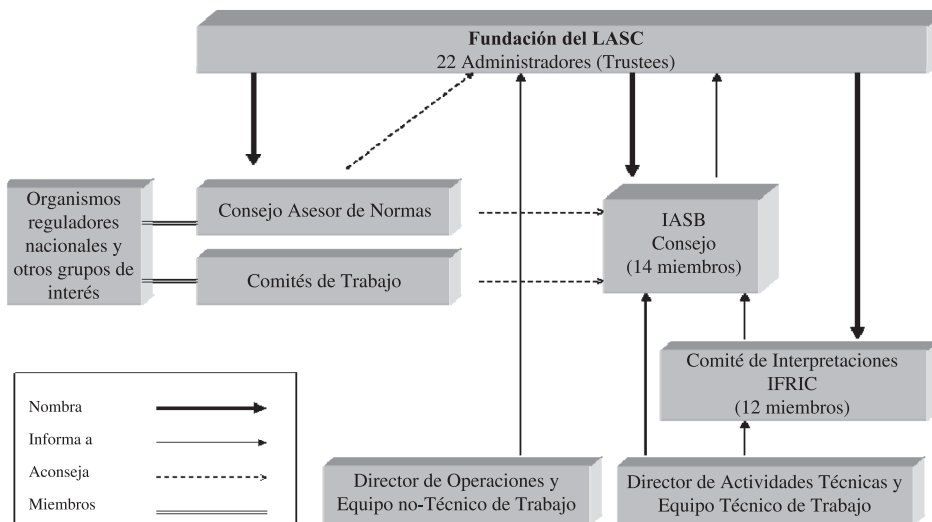 Fundación del LASC
22 Administradores (Trustees)
Organismos
reguladores
nacionales y
otros grupos de
interés
Consejo Asesor de Normas
Comités de Trabajo
IASB
Consejo
(14 miembros)
Comité de Interpretaciones
IFRIC
(12 miembros)
Nombra
Informa a
Aconseja
Miembros
Director de Operaciones y
Equipo no-Técnico de Trabajo
Director de Actividades Técnicas y
Equipo Técnico de Trabajo